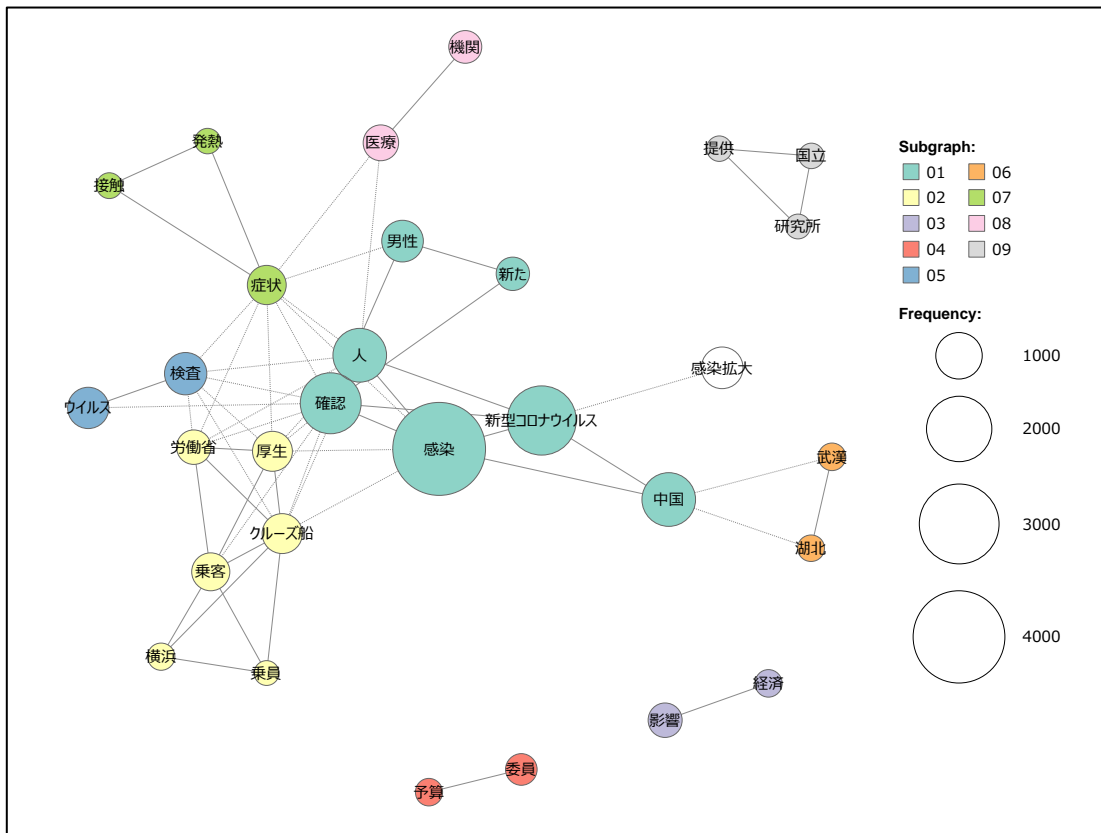 機関
発熱
医療
提供
国立
接触
研究所
男性
新た
症状
人
検査
感染拡大
ウイルス
確認
新型コロナウイルス
労働省
厚生
感染
武漢
中国
クルーズ船
湖北
乗客
横浜
乗員
経済
影響
委員
予算
Subgraph:
01 06
02 07
03 08
04 09
05
Frequency:
1000
2000
3000
4000